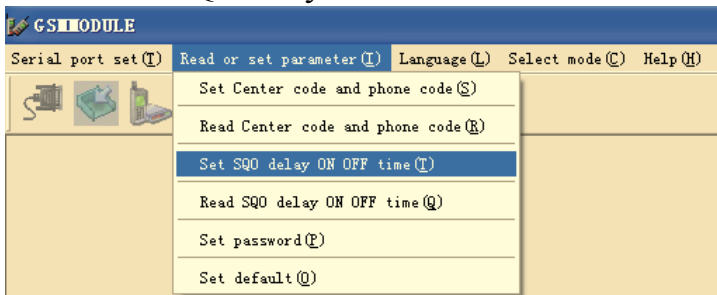 GSMMODULE
Serial port set(T) Read or set parameter(I) Language(L) Select mode(C) Help(H)
Set Center code and phone code(S)
Read Center code and phone code(R)
Set SQO delay ON OFF time(T)
Read SQO delay ON OFF time(Q)
Set password(P)
Set default(O)